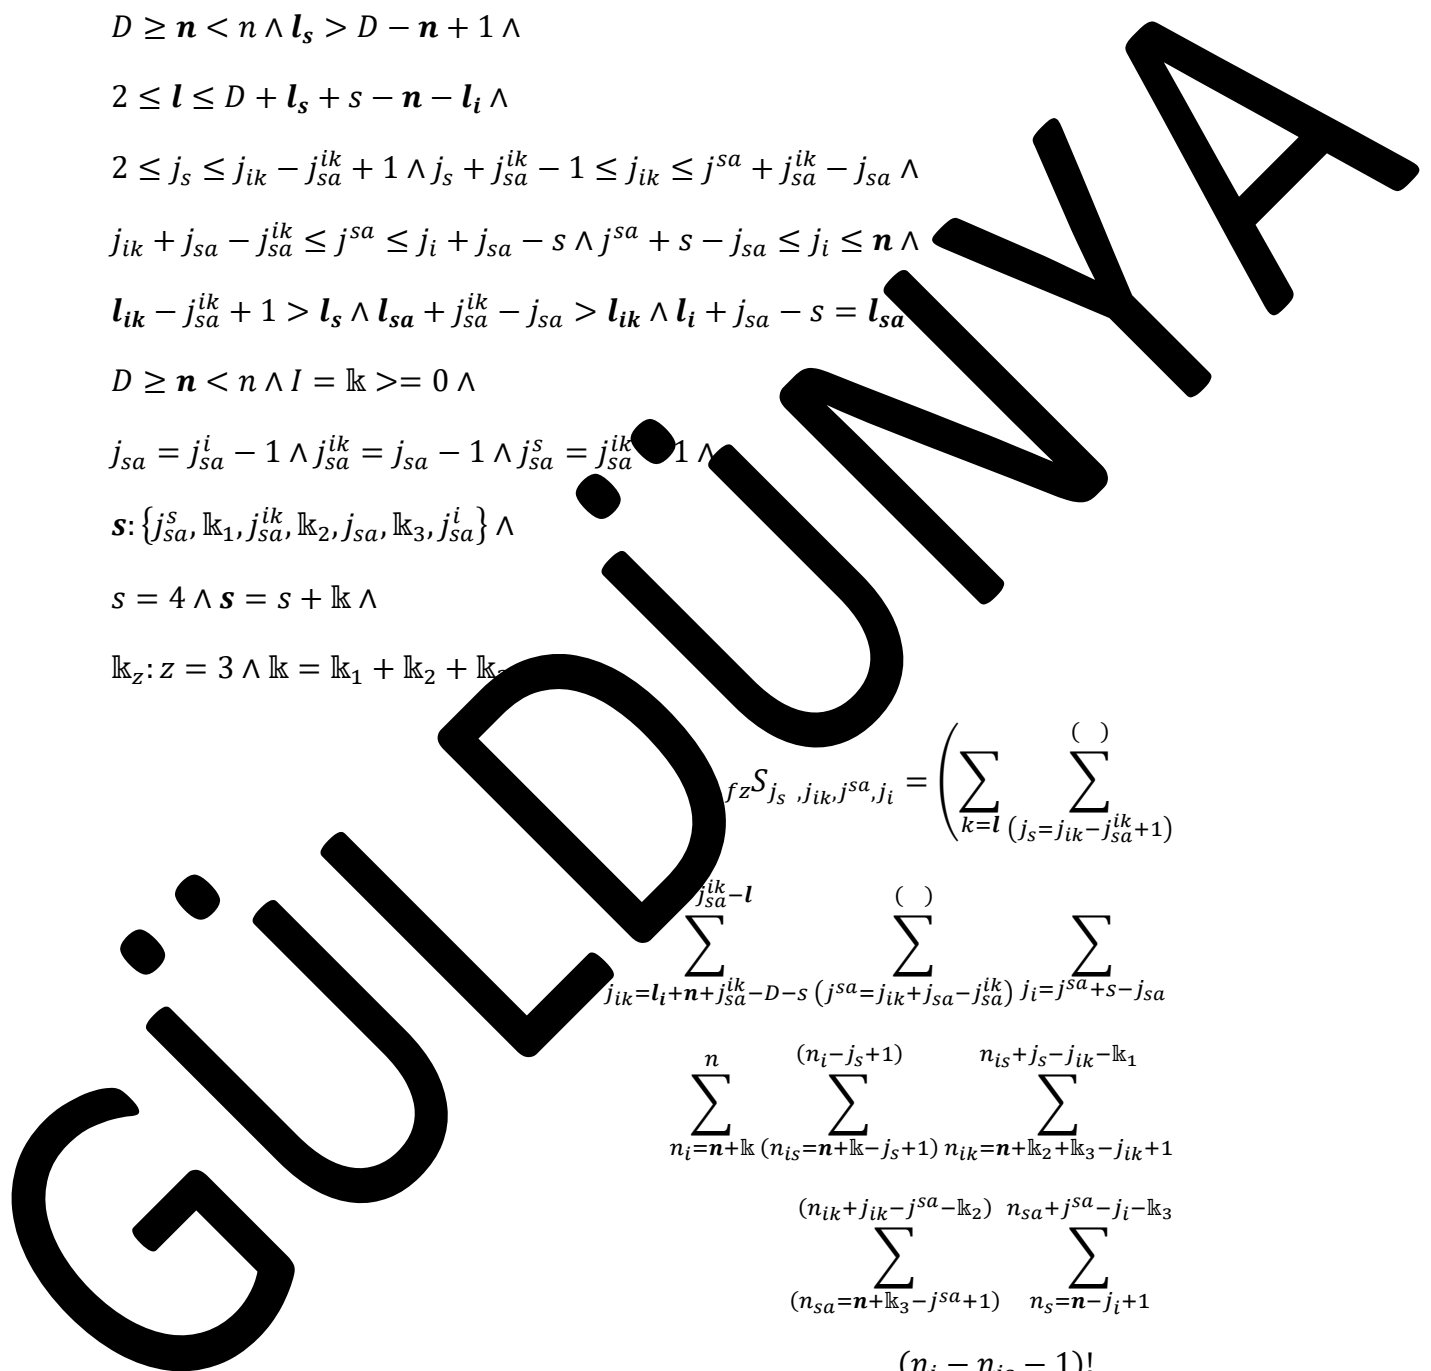 D ≥ n < n ∧ l_s > D − n + 1 ∧
2 ≤ l ≤ D + l_s + s − n − l_i ∧
2 ≤ j_s ≤ j_{ik} − j_{sa}^{ik} + 1 ∧ j_s + j_{sa}^{ik} − 1 ≤ j_{ik} ≤ j^{sa} + j_{sa}^{ik} − j_{sa} ∧
j_{ik} + j_{sa} − j_{sa}^{ik} ≤ j^{sa} ≤ j_i + j_{sa} − s ∧ j^{sa} + s − j_{sa} ≤ j_i ≤ n ∧
l_{ik} − j_{sa}^{ik} + 1 > l_s ∧ l_{sa} + j_{sa}^{ik} − j_{sa} > l_{ik} ∧ l_i + j_{sa} − s = l_{sa}
D ≥ n < n ∧ I = 𝕜 >= 0 ∧
j_{sa} = j_{sa}^i − 1 ∧ j_{sa}^{ik} = j_{sa} − 1 ∧ j_{sa}^s = j_{sa}^{ik} 1 ∧
s: {j_{sa}^s, 𝕜_1, j_{sa}^{ik}, 𝕜_2, j_{sa}, 𝕜_3, j_{sa}^i} ∧
s = 4 ∧ s = s + 𝕜 ∧
𝕜_z: z = 3 ∧ 𝕜 = 𝕜_1 + 𝕜_2 + 𝕜
_{fz}S_{j_s ,j_{ik},j^{sa},j_i} = ( ∑_{k=l} ∑_{(j_s=j_{ik}−j_{sa}^{ik}+1)}^{( )}
∑_{j_{ik}=l_i+n+j_{sa}^{ik}−D−s}^{j_{sa}^{ik}−l} ∑_{(j^{sa}=j_{ik}+j_{sa}−j_{sa}^{ik})}^{( )} ∑_{j_i=j^{sa}+s−j_{sa}}
∑_{n_i=n+𝕜}^{n} ∑_{(n_{is}=n+𝕜−j_s+1)}^{(n_i−j_s+1)} ∑_{n_{ik}=n+𝕜_2+𝕜_3−j_{ik}+1}^{n_{is}+j_s−j_{ik}−𝕜_1}
∑_{(n_{sa}=n+𝕜_3−j^{sa}+1)}^{(n_{ik}+j_{ik}−j^{sa}−𝕜_2)} ∑_{n_s=n−j_i+1}^{n_{sa}+j^{sa}−j_i−𝕜_3}
(n_i − n_{is} − 1)!
GÜLDÜNYA